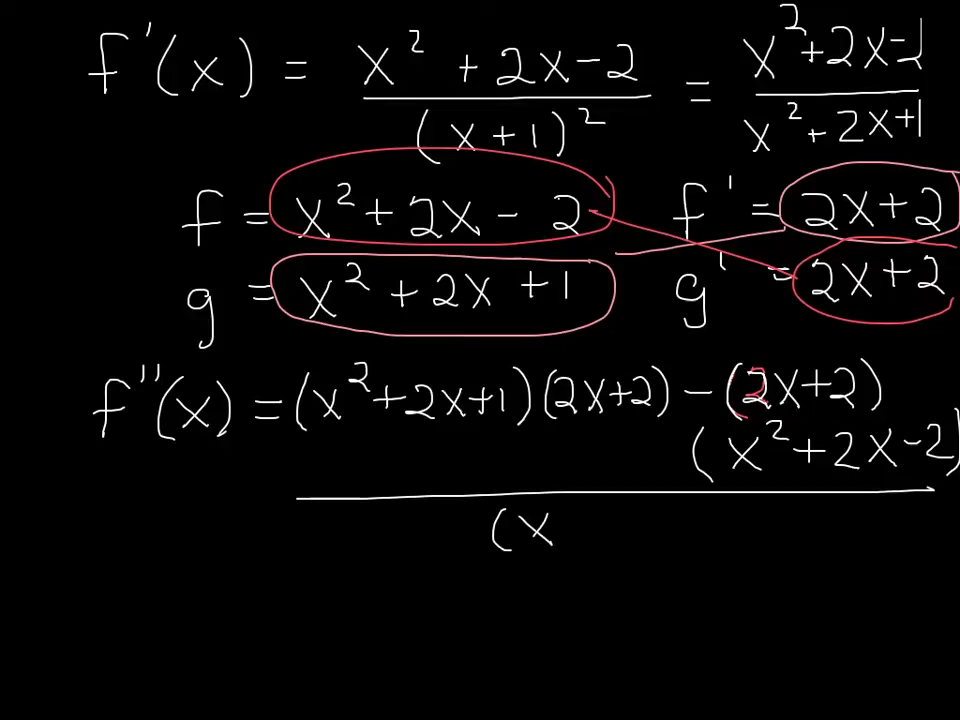 f'(x) = x² + 2x - 2 / (x + 1)² = x² + 2x - 2 / x² + 2x + 1
f = x² + 2x - 2 f' = 2x + 2
g = x² + 2x + 1 g' = 2x + 2
f''(x) = (x² + 2x + 1)(2x + 2) - (2x + 2)
(x² + 2x - 2)
(x